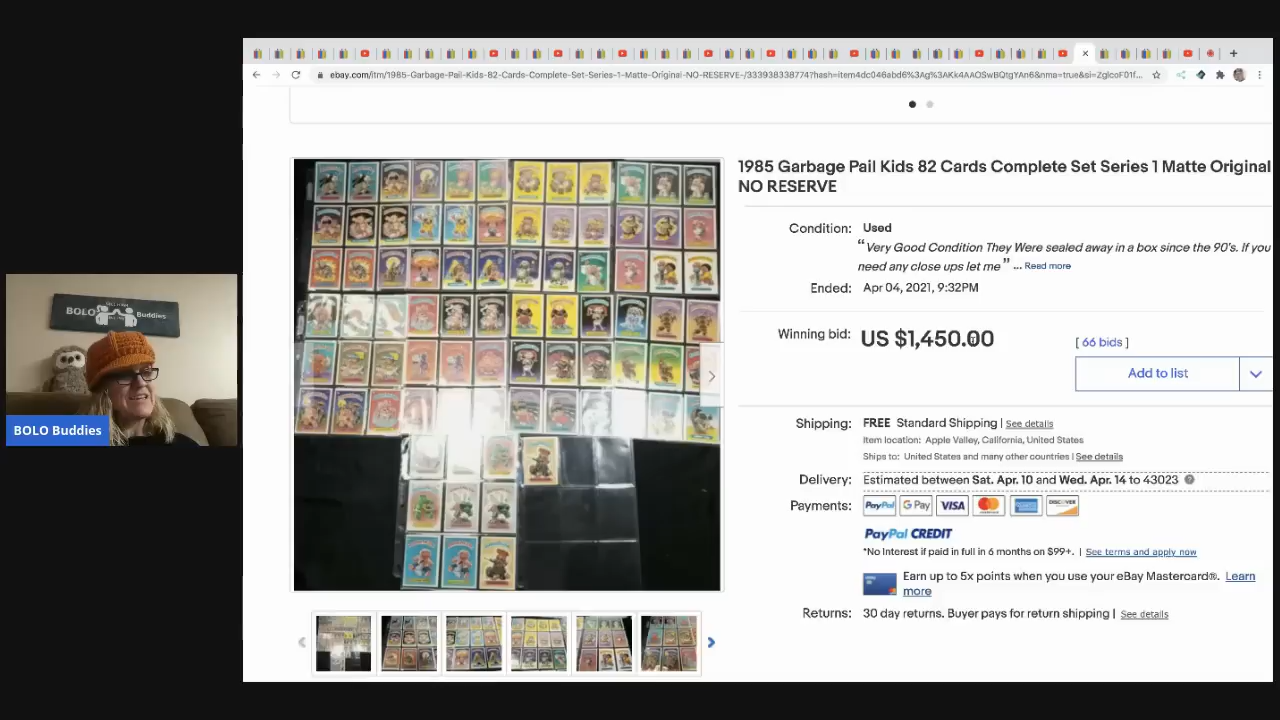 ebay.com/itm/1985-Garbage-Pail-Kids-82-Cards-Complete-Set-Series-1-Matte-Original-NO-RESERVE-/333938338774?hash=item4dc046abd6%3Ag%3AKk4AAOSwBQtgYAn6&nma=true&si=ZglcoF01f...
1985 Garbage Pail Kids 82 Cards Complete Set Series 1 Matte Original
NO RESERVE
Condition: Used
“Very Good Condition They Were sealed away in a box since the 90's. If you
need any close ups let me” ... Read more
Ended: Apr 04, 2021, 9:32PM
Winning bid: US $1,450.00 [ 66 bids ]
Add to list
Shipping: FREE Standard Shipping | See details
Item location: Apple Valley, California, United States
Ships to: United States and many other countries | See details
Delivery: Estimated between Sat. Apr. 10 and Wed. Apr. 14 to 43023
Payments: PayPal G Pay VISA mastercard AMERICAN EXPRESS DISCOVER
PayPal CREDIT
*No Interest if paid in full in 6 months on $99+. | See terms and apply now
Earn up to 5x points when you use your eBay Mastercard®. Learn
more
Returns: 30 day returns. Buyer pays for return shipping | See details
BOLO Buddies
BOLO Buddies